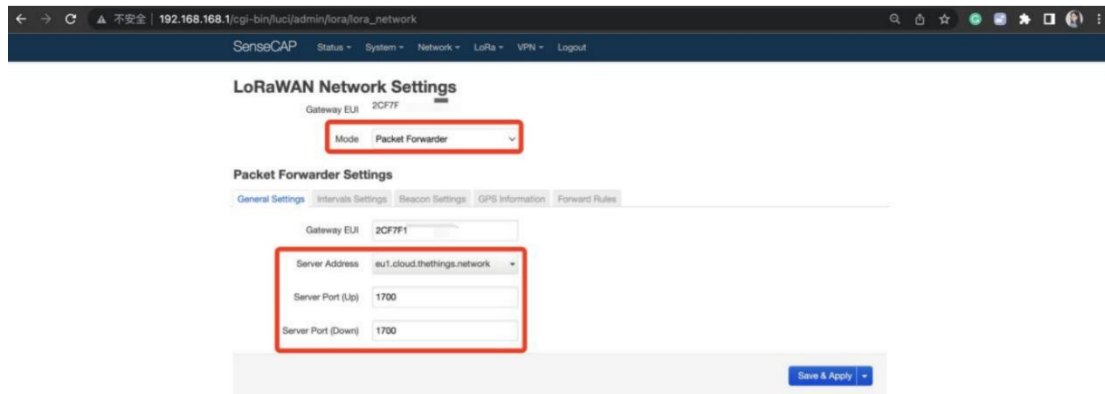 不安全 | 192.168.168.1/cgi-bin/luci/admin/lora/lora_network
SenseCAP Status System Network LoRa VPN Logout
LoRaWAN Network Settings
Gateway EUI 2CF7F
Mode Packet Forwarder
Packet Forwarder Settings
General Settings Intervals Settings Beacon Settings GPS Information Forward Rules
Gateway EUI 2CF7F1
Server Address eu1.cloud.thethings.network
Server Port (Up) 1700
Server Port (Down) 1700
Save & Apply